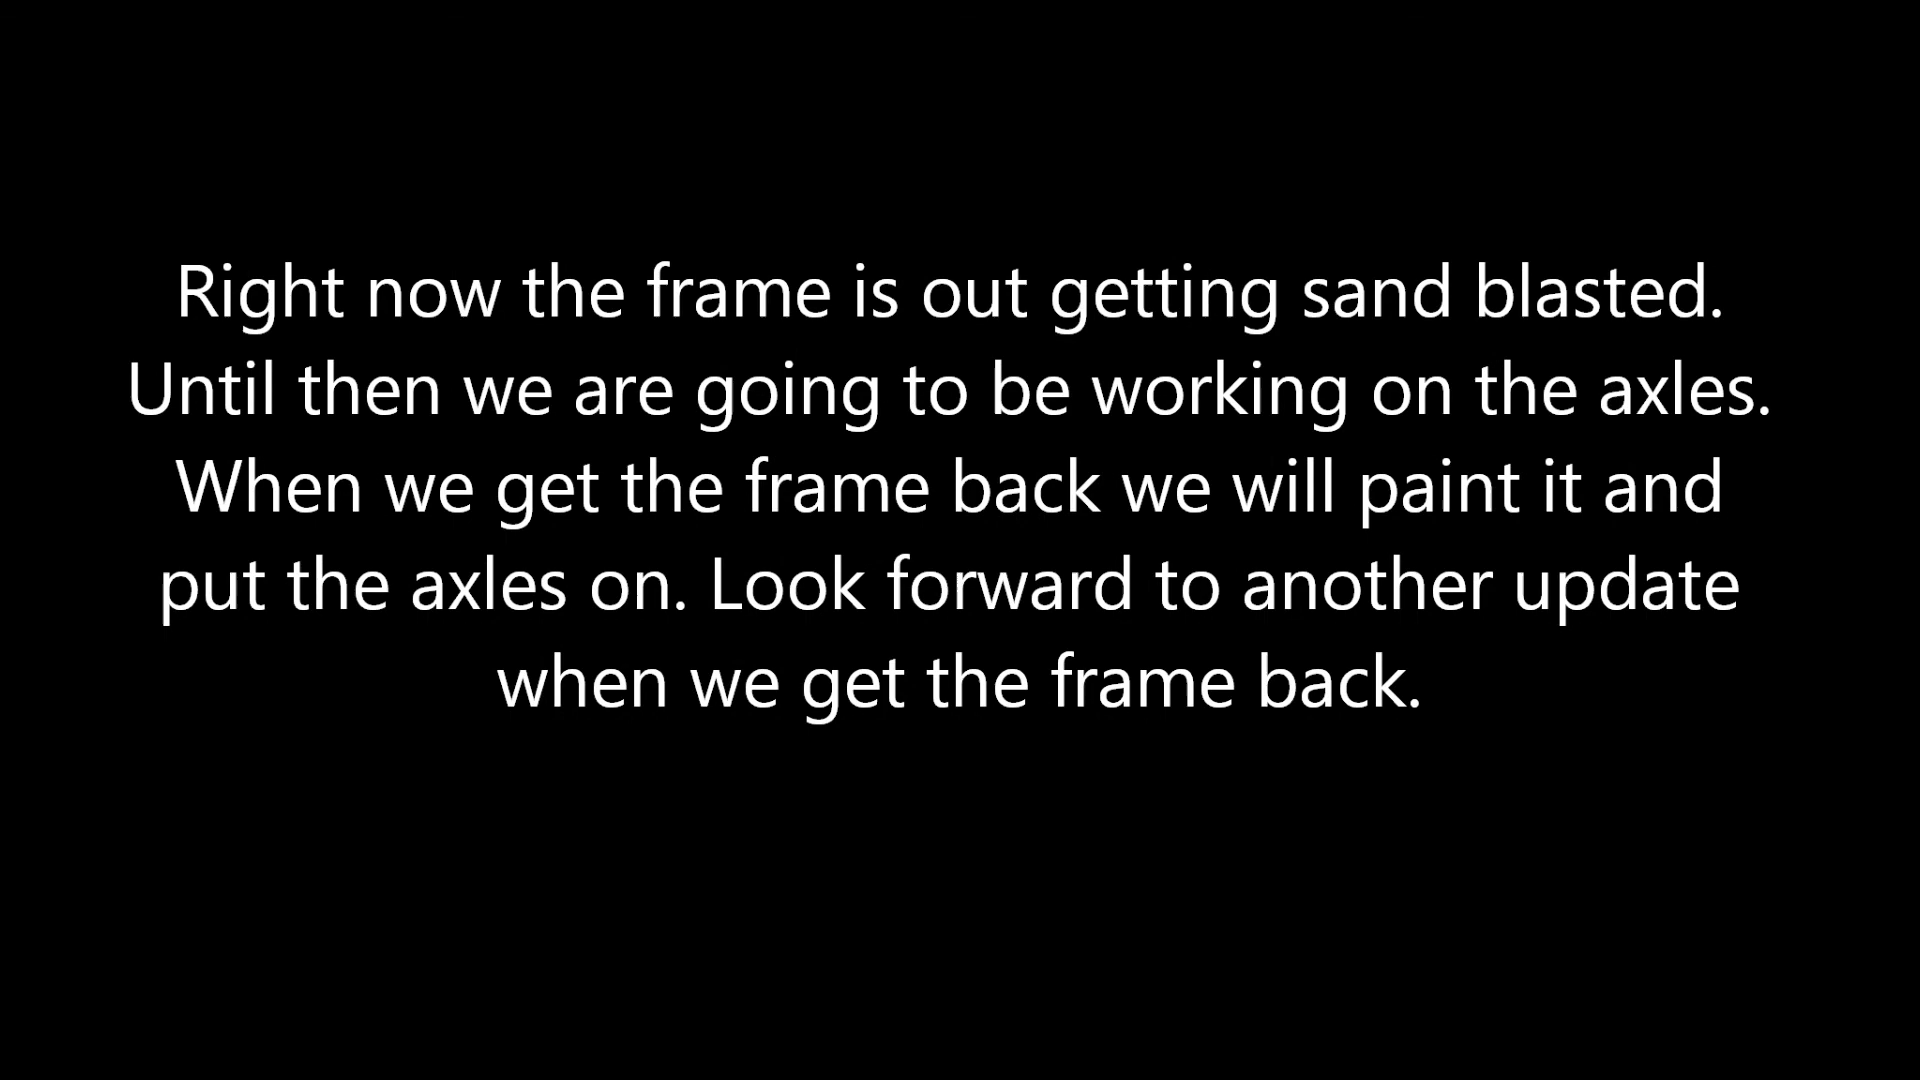 Right now the frame is out getting sand blasted.
Until then we are going to be working on the axles.
When we get the frame back we will paint it and
put the axles on. Look forward to another update
when we get the frame back.